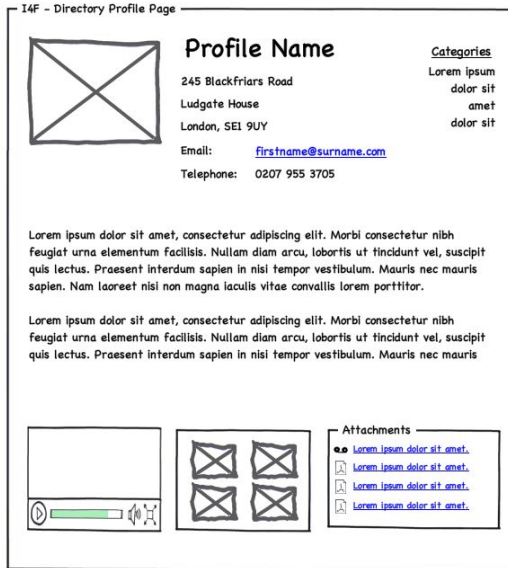 I4F - Directory Profile Page
Profile Name
245 Blackfriars Road
Ludgate House
London, SE1 9UY
Email: firstname@surname.com
Telephone: 0207 955 3705
Categories
Lorem ipsum
dolor sit
amet
dolor sit
Lorem ipsum dolor sit amet, consectetur adipiscing elit. Morbi consectetur nibh
feugiat urna elementum facilisis. Nullam diam arcu, lobortis ut tincidunt vel, suscipit
quis lectus. Praesent interdum sapien in nisi tempor vestibulum. Mauris nec mauris
sapien. Nam laoreet nisi non magna iaculis vitae convallis lorem porttitor.
Lorem ipsum dolor sit amet, consectetur adipiscing elit. Morbi consectetur nibh
feugiat urna elementum facilisis. Nullam diam arcu, lobortis ut tincidunt vel, suscipit
quis lectus. Praesent interdum sapien in nisi tempor vestibulum. Mauris nec mauris
Attachments
Lorem ipsum dolor sit amet.
Lorem ipsum dolor sit amet.
Lorem ipsum dolor sit amet.
Lorem ipsum dolor sit amet.